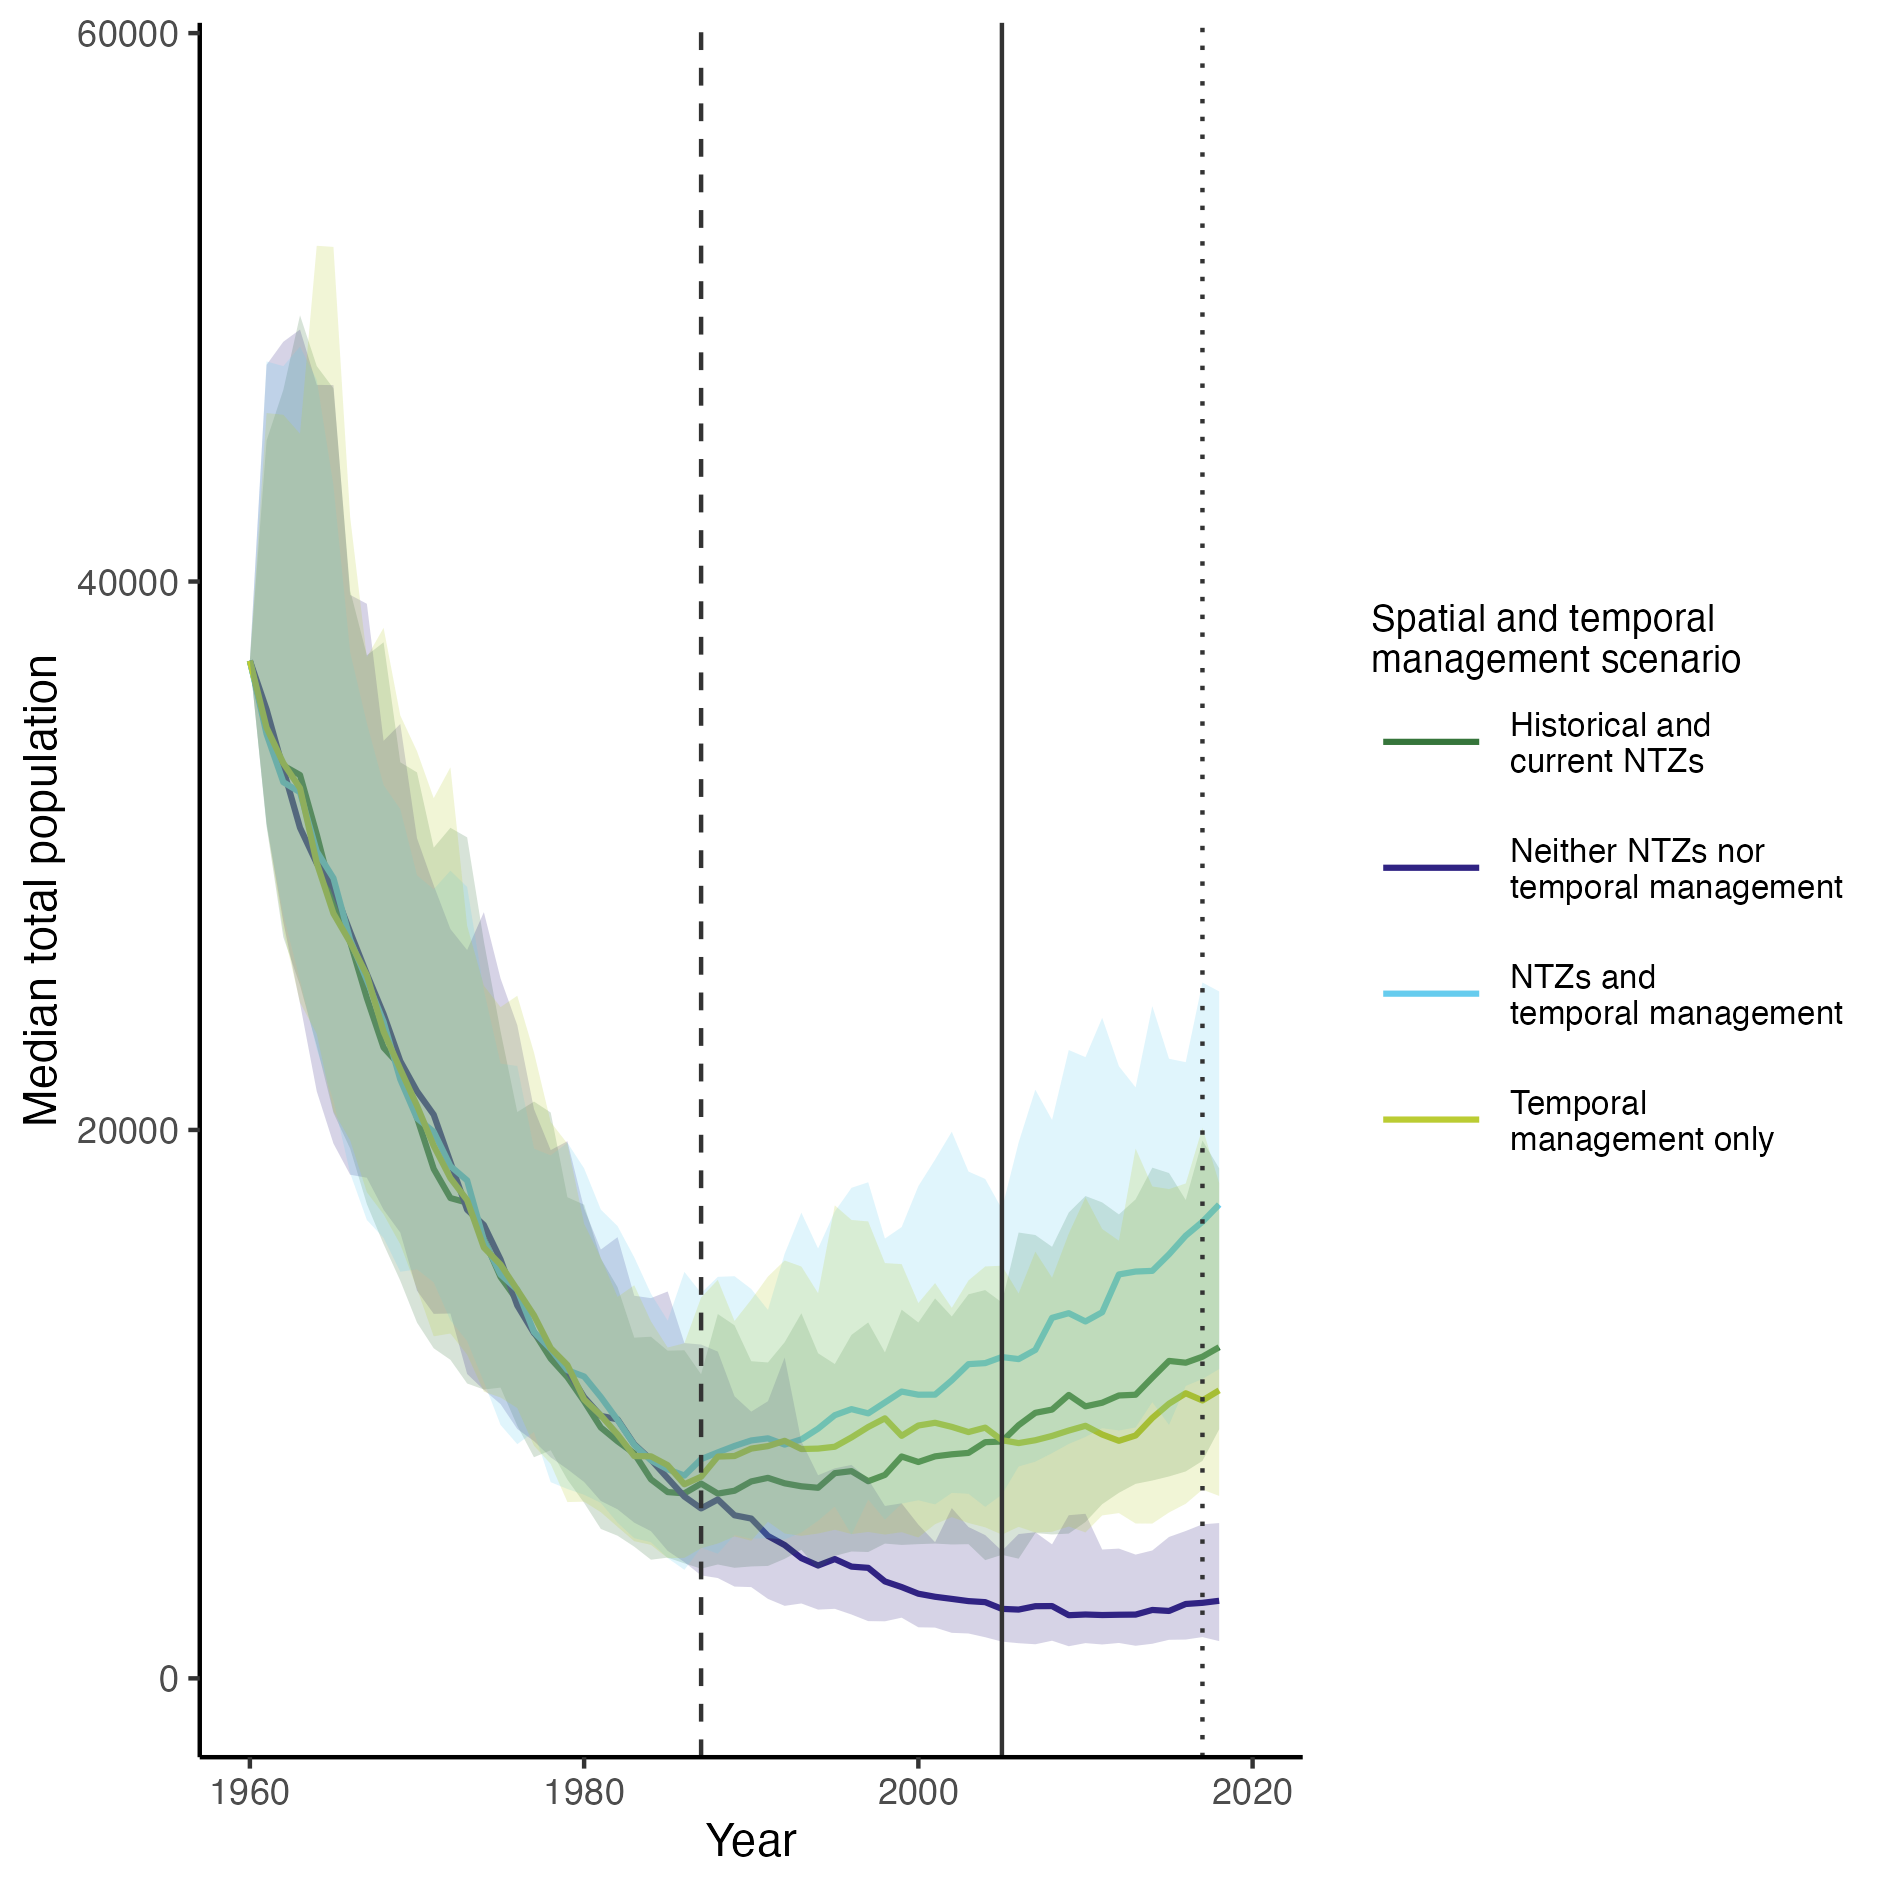 60000
40000
20000
0
Median total population
1960
1980
2000
2020
Year
Spatial and temporal
management scenario
Historical and
current NTZs
Neither NTZs nor
temporal management
NTZs and
temporal management
Temporal
management only